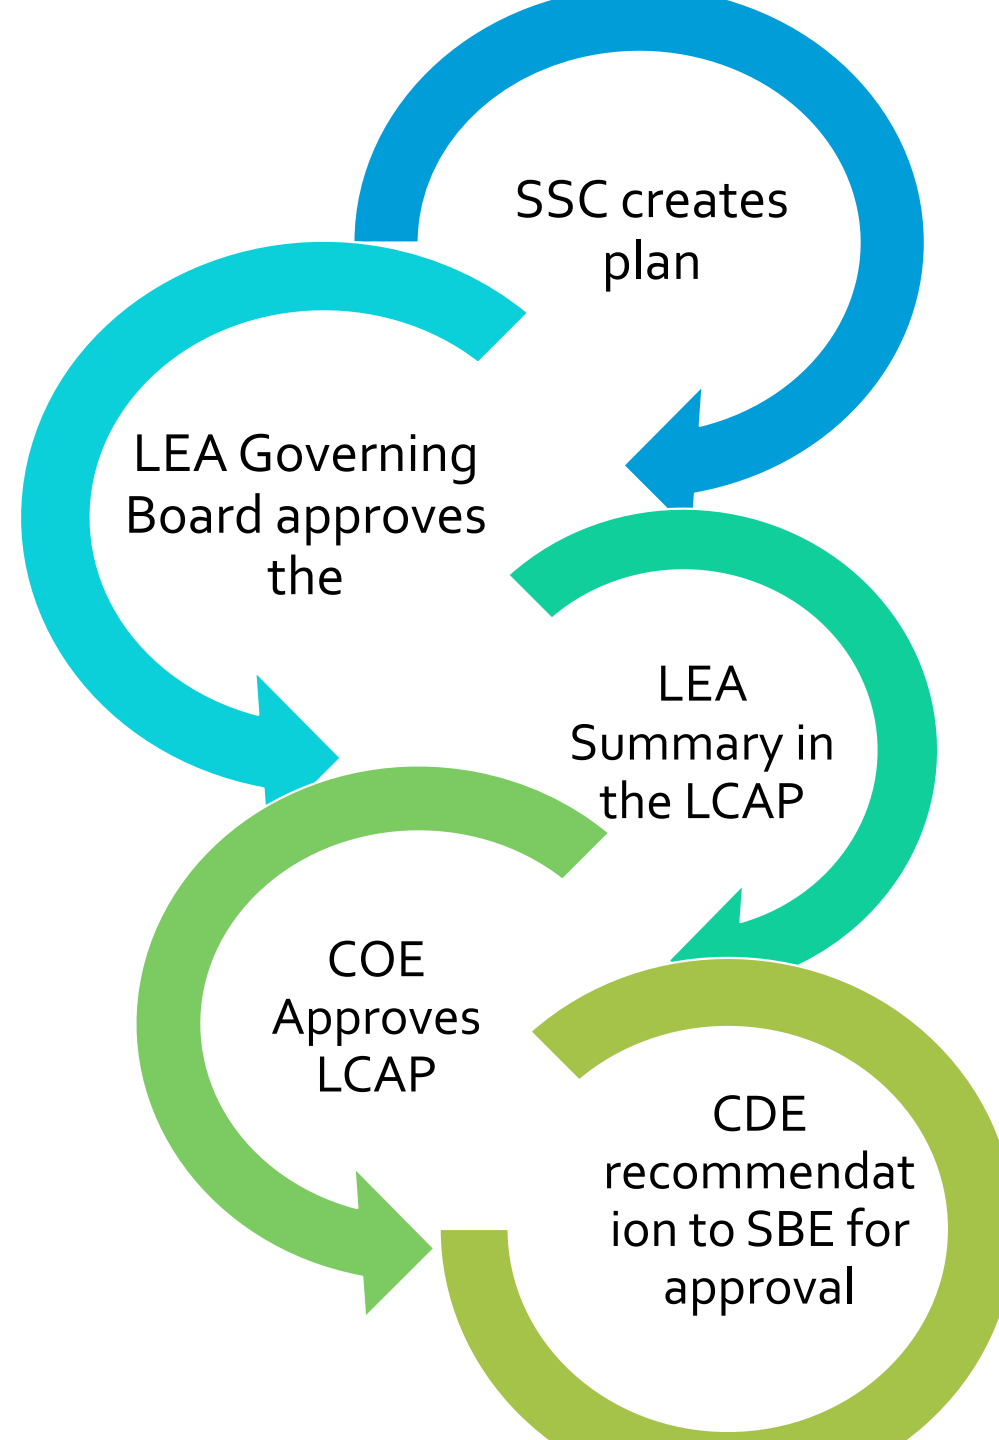 SSC creates
plan
LEA Governing
Board approves
the
LEA
Summary in
the LCAP
COE
Approves
LCAP
CDE
recommendat
ion to SBE for
approval